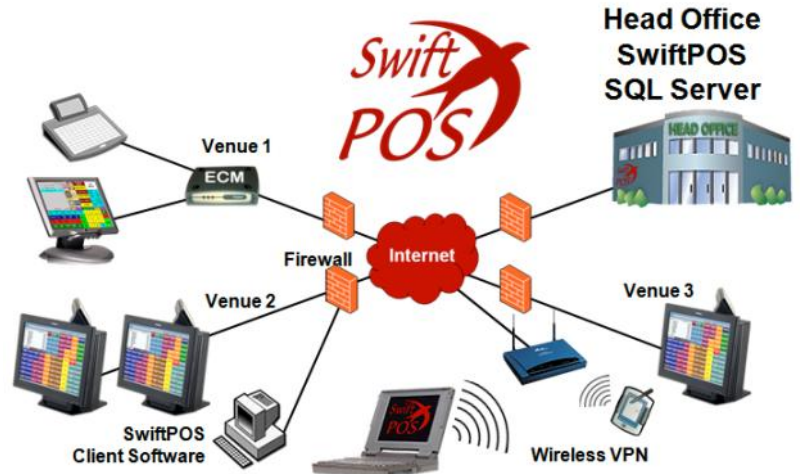 Swift
POS
Head Office
SwiftPOS
SQL Server
HEAD OFFICE
Venue 1
ECM
Internet
Firewall
Venue 2
Venue 3
Swift
POS
SwiftPOS
Client Software
Wireless VPN